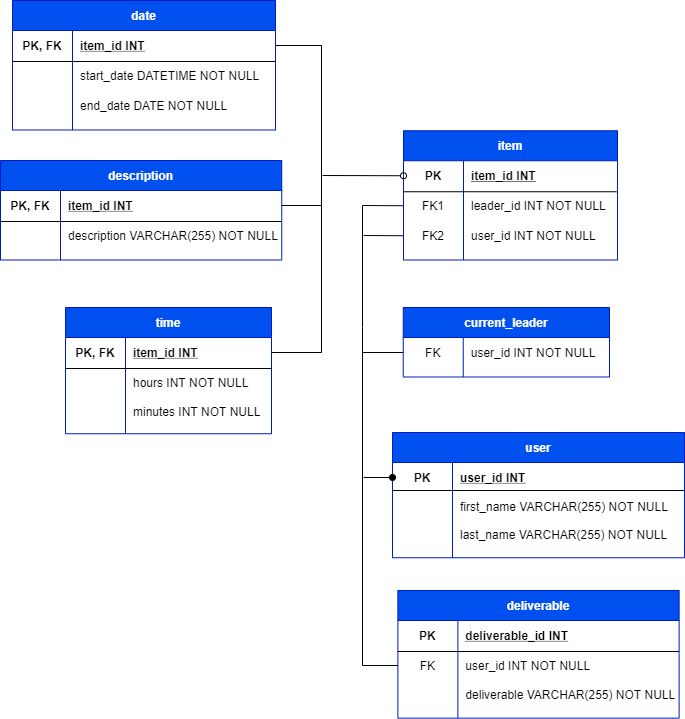 date
PK, FK item_id INT
start_date DATETIME NOT NULL
end_date DATE NOT NULL
description
PK, FK item_id INT
description VARCHAR(255) NOT NULL
time
PK, FK item_id INT
hours INT NOT NULL
minutes INT NOT NULL
item
PK item_id INT
FK1 leader_id INT NOT NULL
FK2 user_id INT NOT NULL
current_leader
FK user_id INT NOT NULL
user
PK user_id INT
first_name VARCHAR(255) NOT NULL
last_name VARCHAR(255) NOT NULL
deliverable
PK deliverable_id INT
FK user_id INT NOT NULL
deliverable VARCHAR(255) NOT NULL